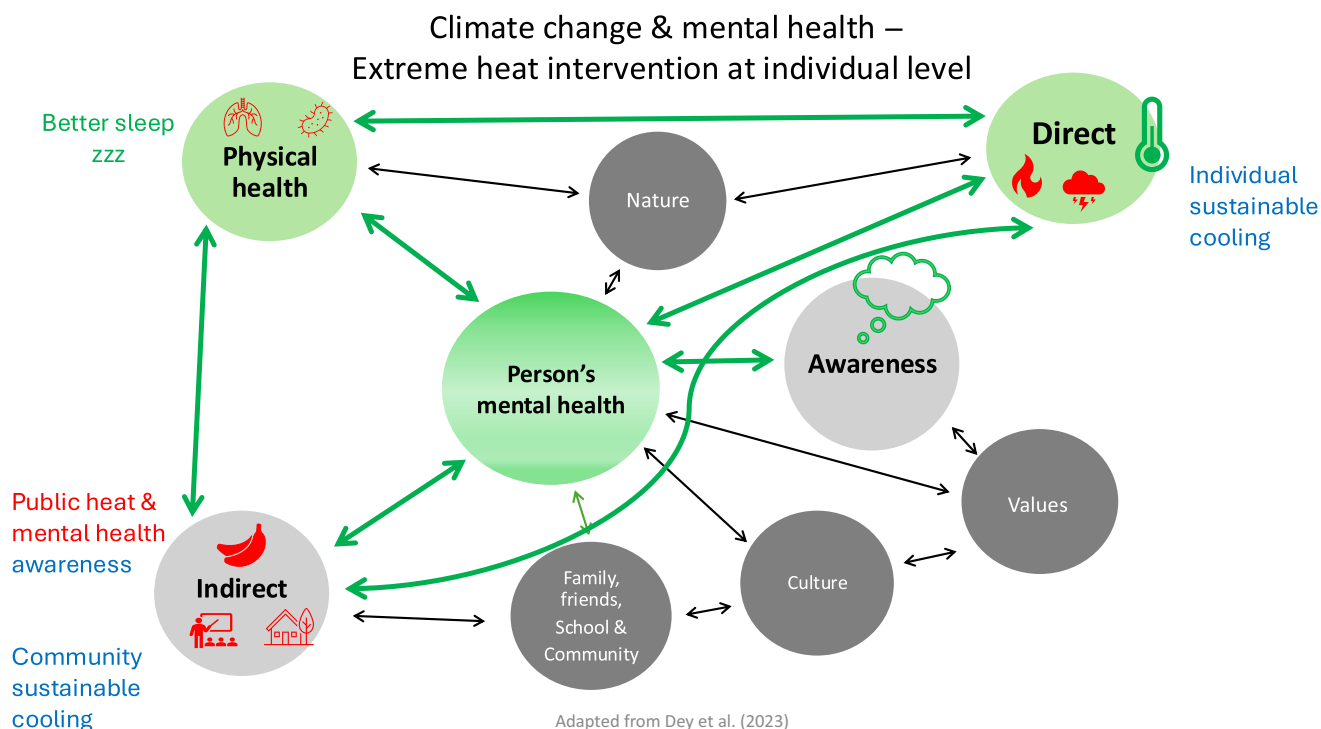 Climate change & mental health –
Extreme heat intervention at individual level
Better sleep
zzz
Physical
health
Direct
Nature
Individual
sustainable
cooling
Person’s
mental health
Awareness
Public heat &
mental health
awareness
Values
Indirect
Family,
friends,
School &
Community
Culture
Community
sustainable
cooling
Adapted from Dey et al. (2023)